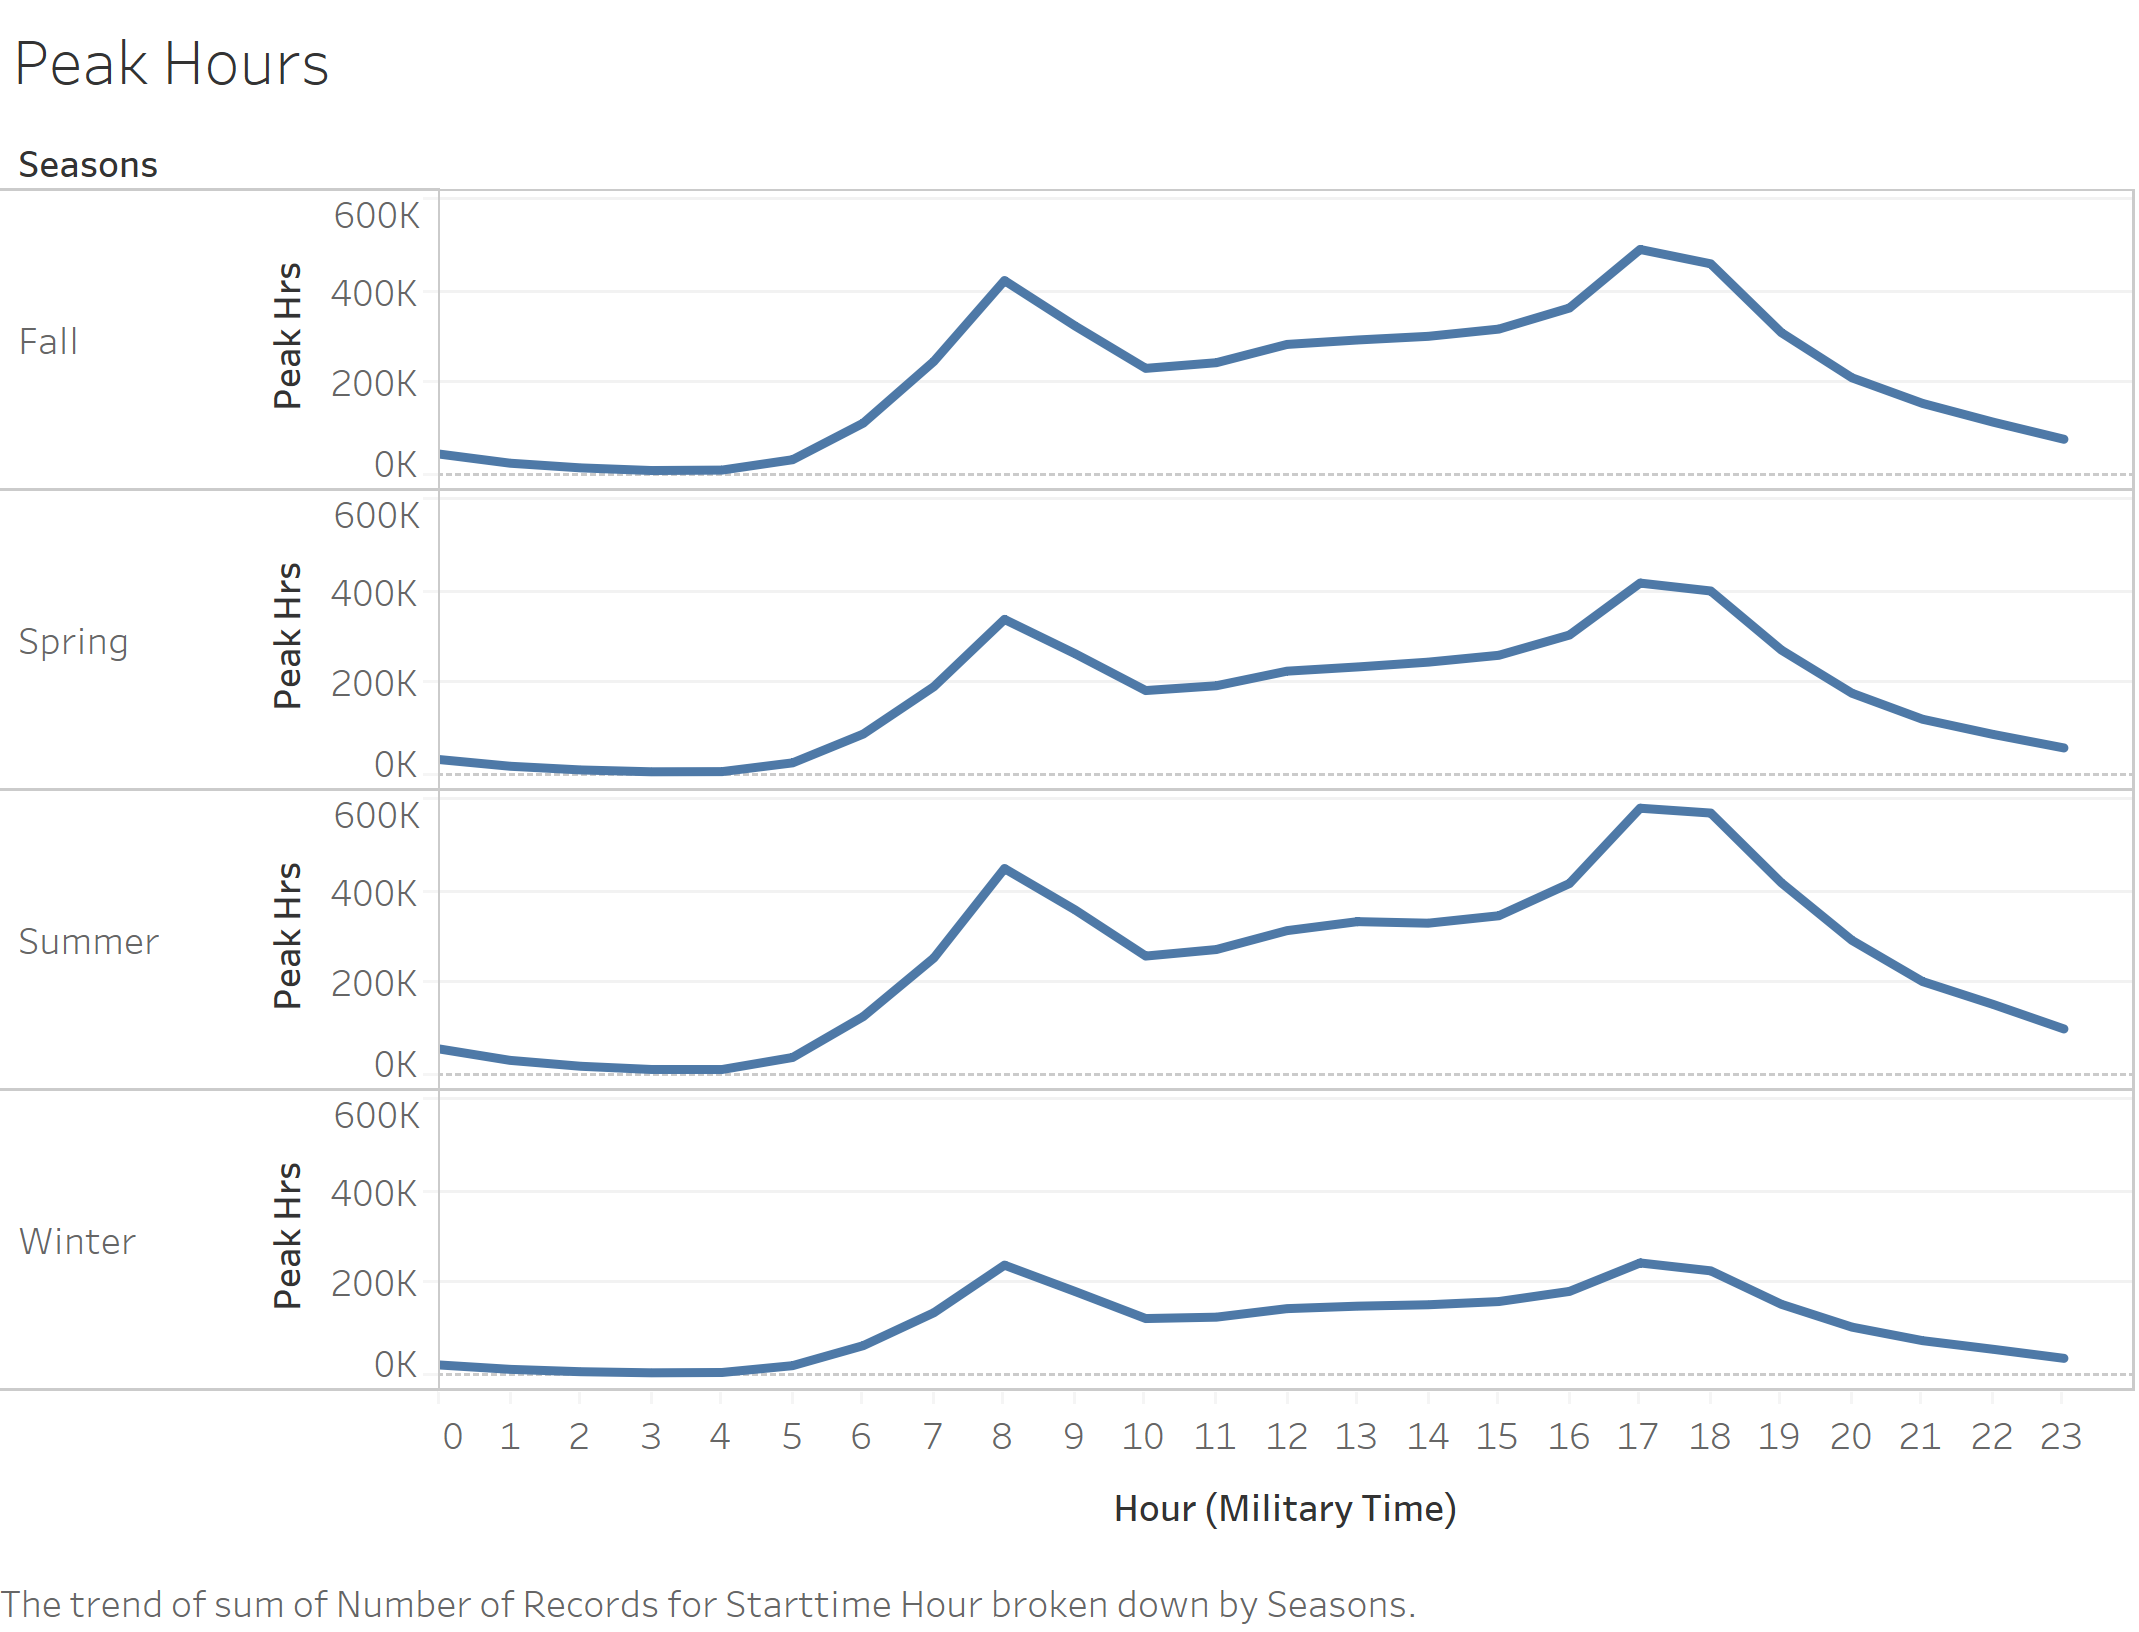 Peak Hours
Seasons
Fall
Peak Hrs
600K
400K
200K
0K
Spring
Peak Hrs
600K
400K
200K
0K
Summer
Peak Hrs
600K
400K
200K
0K
Winter
Peak Hrs
600K
400K
200K
0K
0 1 2 3 4 5 6 7 8 9 10 11 12 13 14 15 16 17 18 19 20 21 22 23
Hour (Military Time)
The trend of sum of Number of Records for Starttime Hour broken down by Seasons.